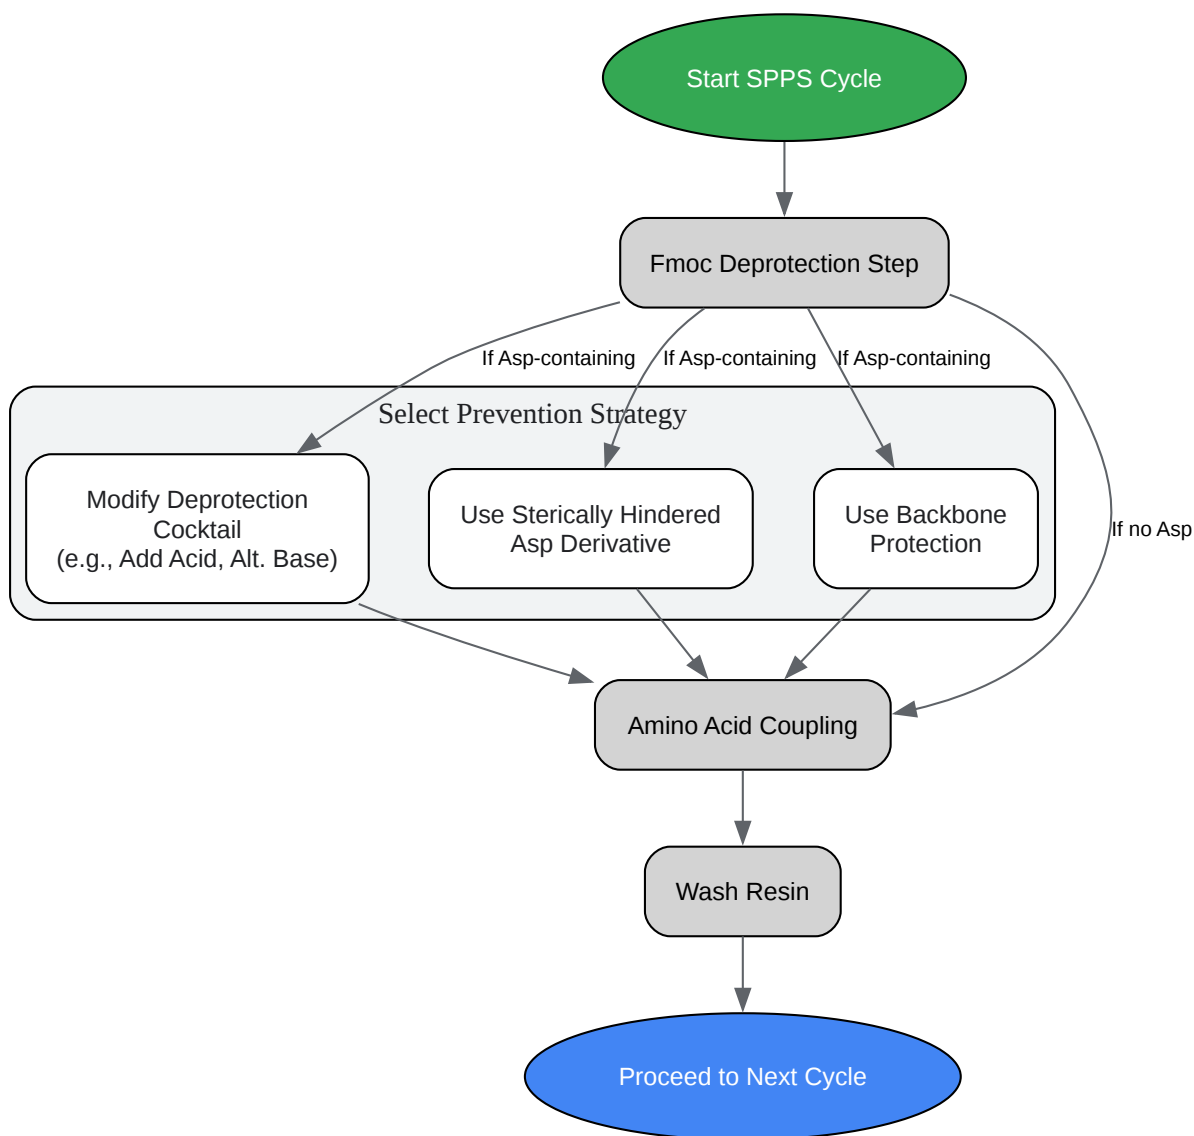 Start SPPS Cycle
Fmoc Deprotection Step
If Asp-containing
If Asp-containing
If Asp-containing
Select Prevention Strategy
Modify Deprotection
Cocktail
(e.g., Add Acid, Alt. Base)
Use Sterically Hindered
Asp Derivative
Use Backbone
Protection
If no Asp
Amino Acid Coupling
Wash Resin
Proceed to Next Cycle